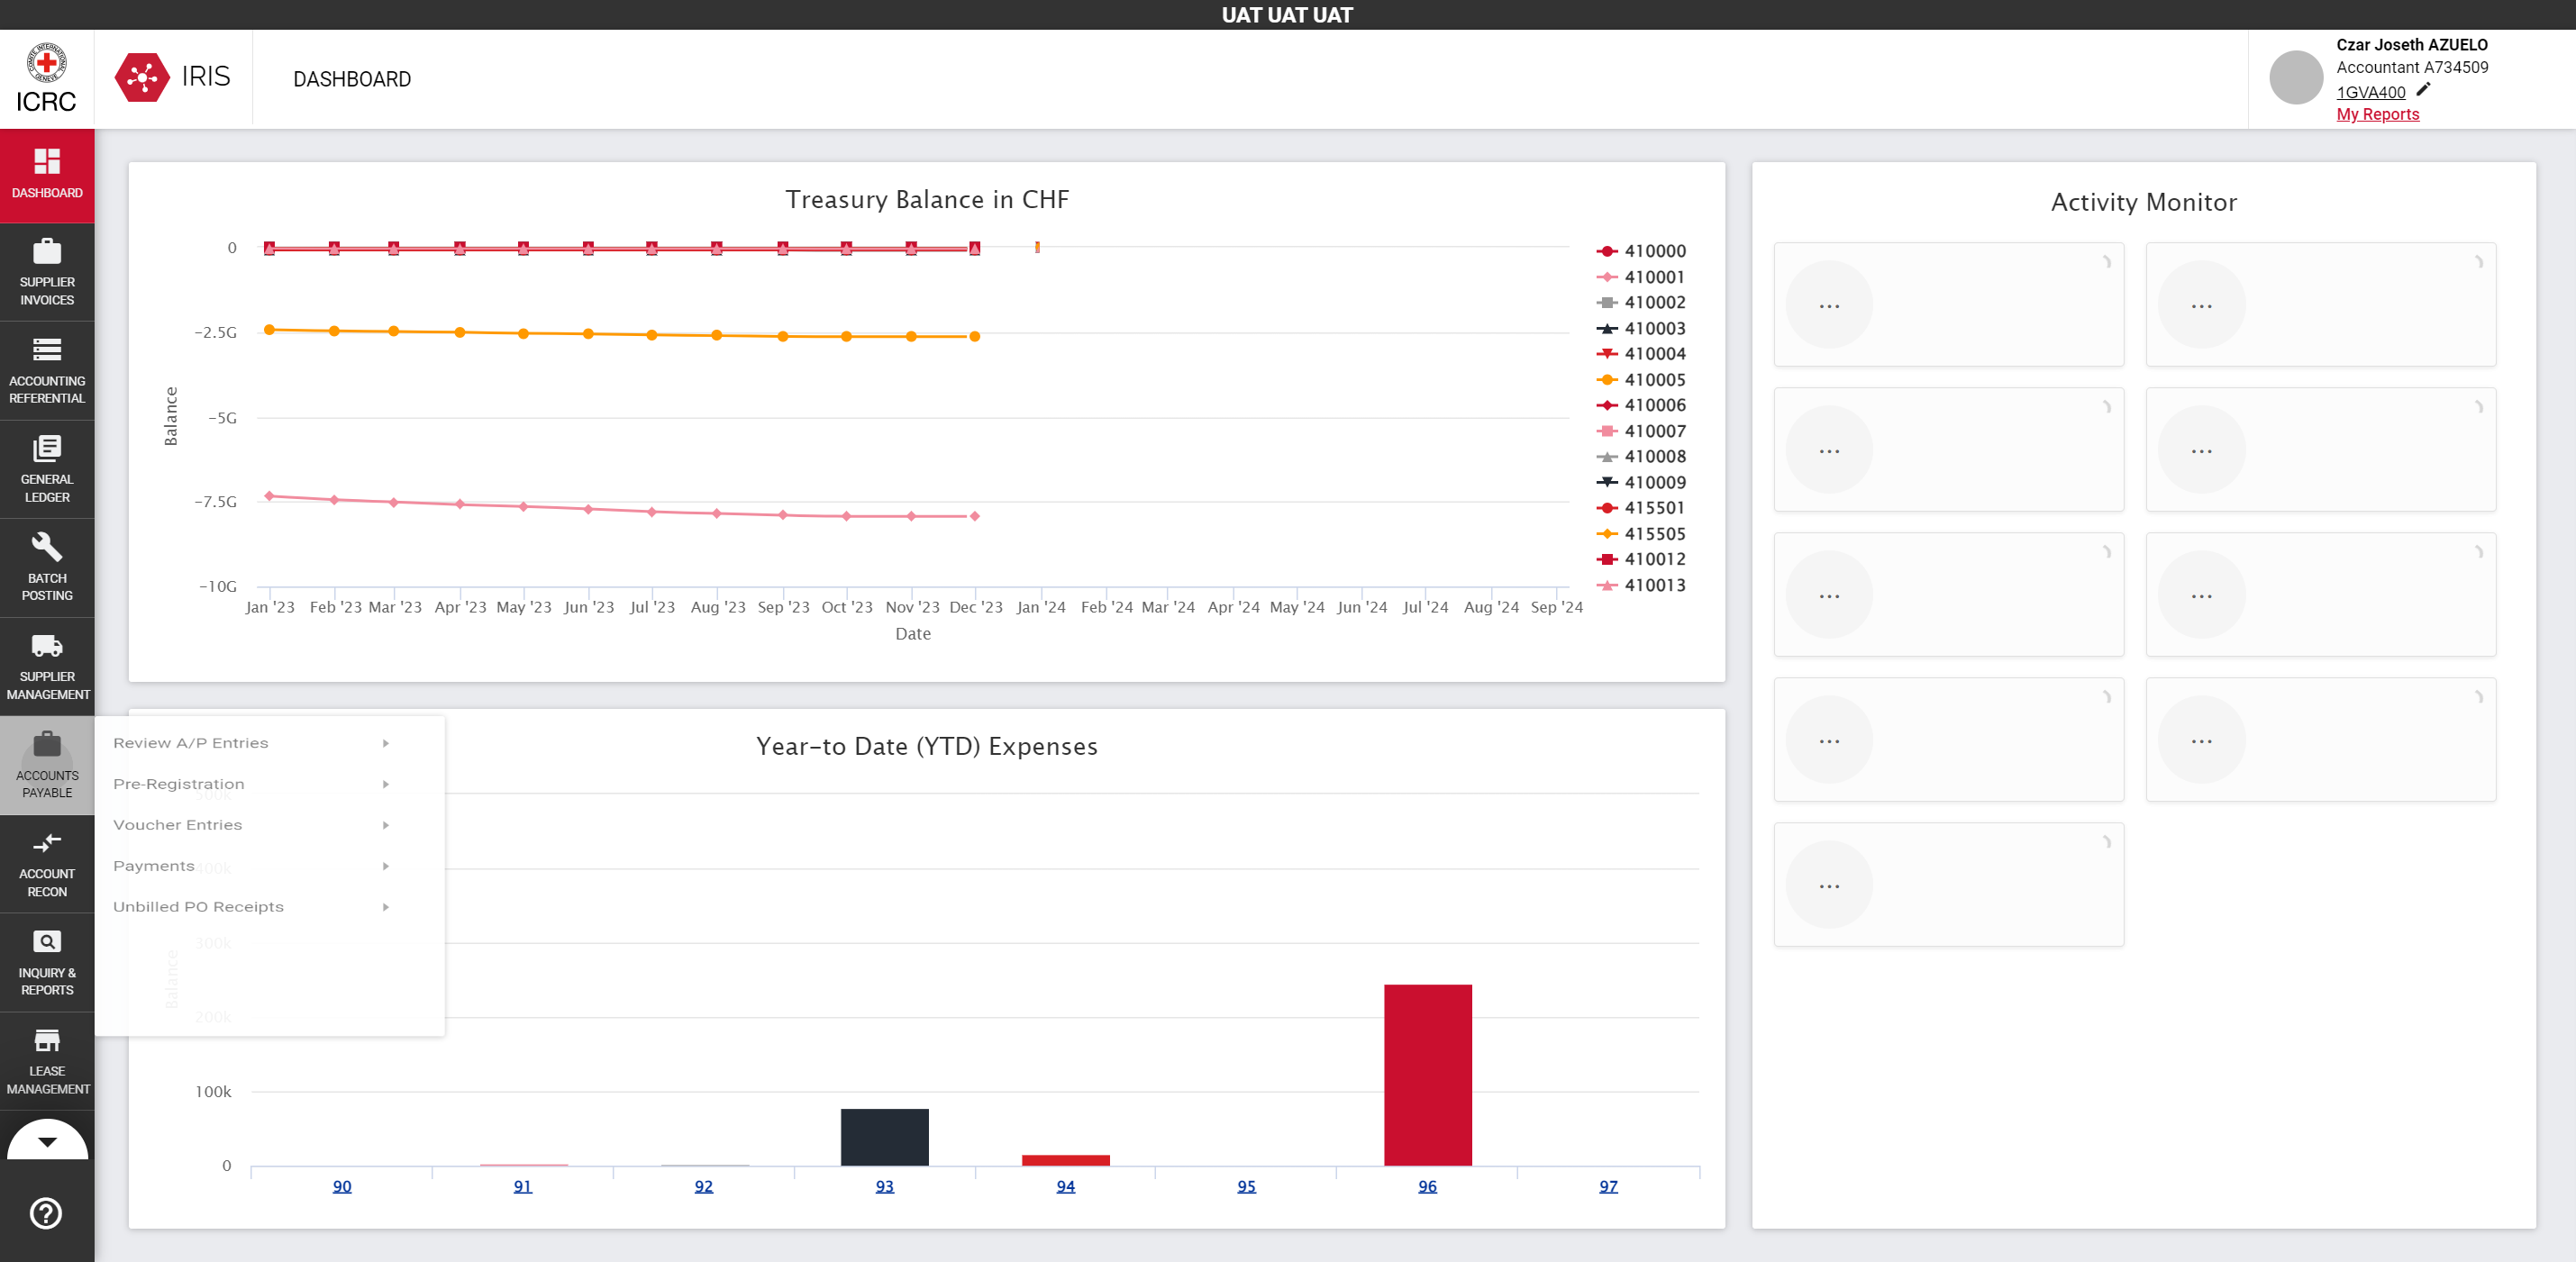 UAT UAT UAT
ICRC
IRIS
DASHBOARD
Czar Joseth AZUELO
Accountant A734509
1GVA400
My Reports
DASHBOARD
SUPPLIER
INVOICES
ACCOUNTING
REFERENTIAL
GENERAL
LEDGER
BATCH
POSTING
SUPPLIER
MANAGEMENT
ACCOUNTS
PAYABLE
ACCOUNT
RECON
INQUIRY &
REPORTS
LEASE
MANAGEMENT
Review A/P Entries
Pre-Registration
Voucher Entries
Payments
Unbilled PO Receipts
Treasury Balance in CHF
Balance
0
-2.5G
-5G
-7.5G
-10G
Jan '23 Feb '23 Mar '23 Apr '23 May '23 Jun '23 Jul '23 Aug '23 Sep '23 Oct '23 Nov '23 Dec '23 Jan '24 Feb '24 Mar '24 Apr '24 May '24 Jun '24 Jul '24 Aug '24 Sep '24
Date
410000
410001
410002
410003
410004
410005
410006
410007
410008
410009
415501
415505
410012
410013
Year-to Date (YTD) Expenses
Balance
500k
400k
300k
200k
100k
0
90 91 92 93 94 95 96 97
Activity Monitor
... ...
... ...
... ...
... ...
...